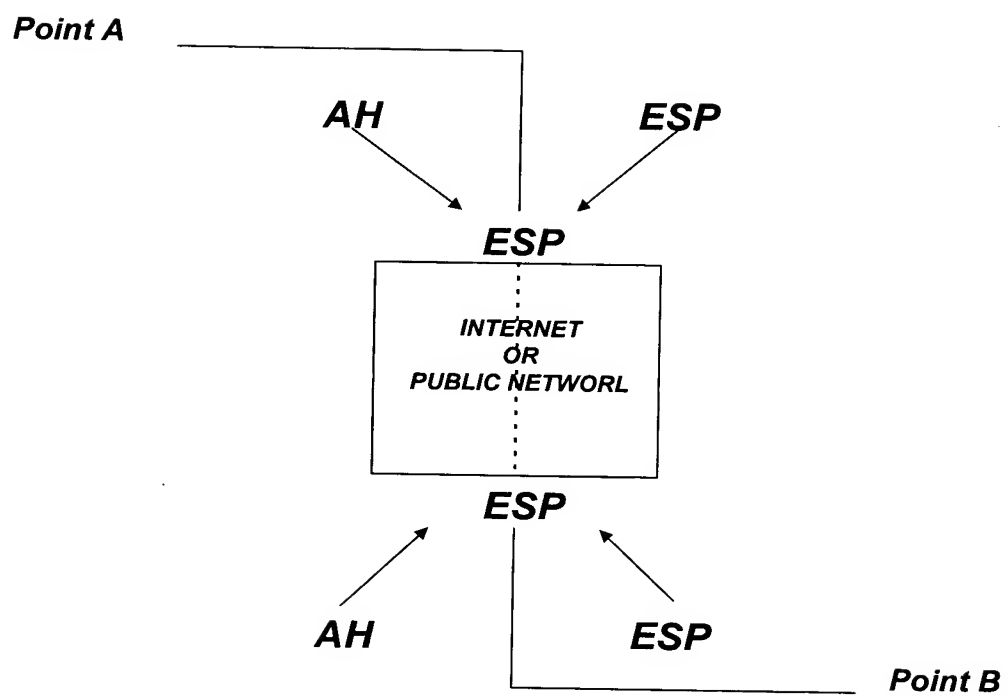 Point A
AH
ESP
ESP
INTERNET
OR
PUBLIC NETWORL
ESP
AH
ESP
Point B